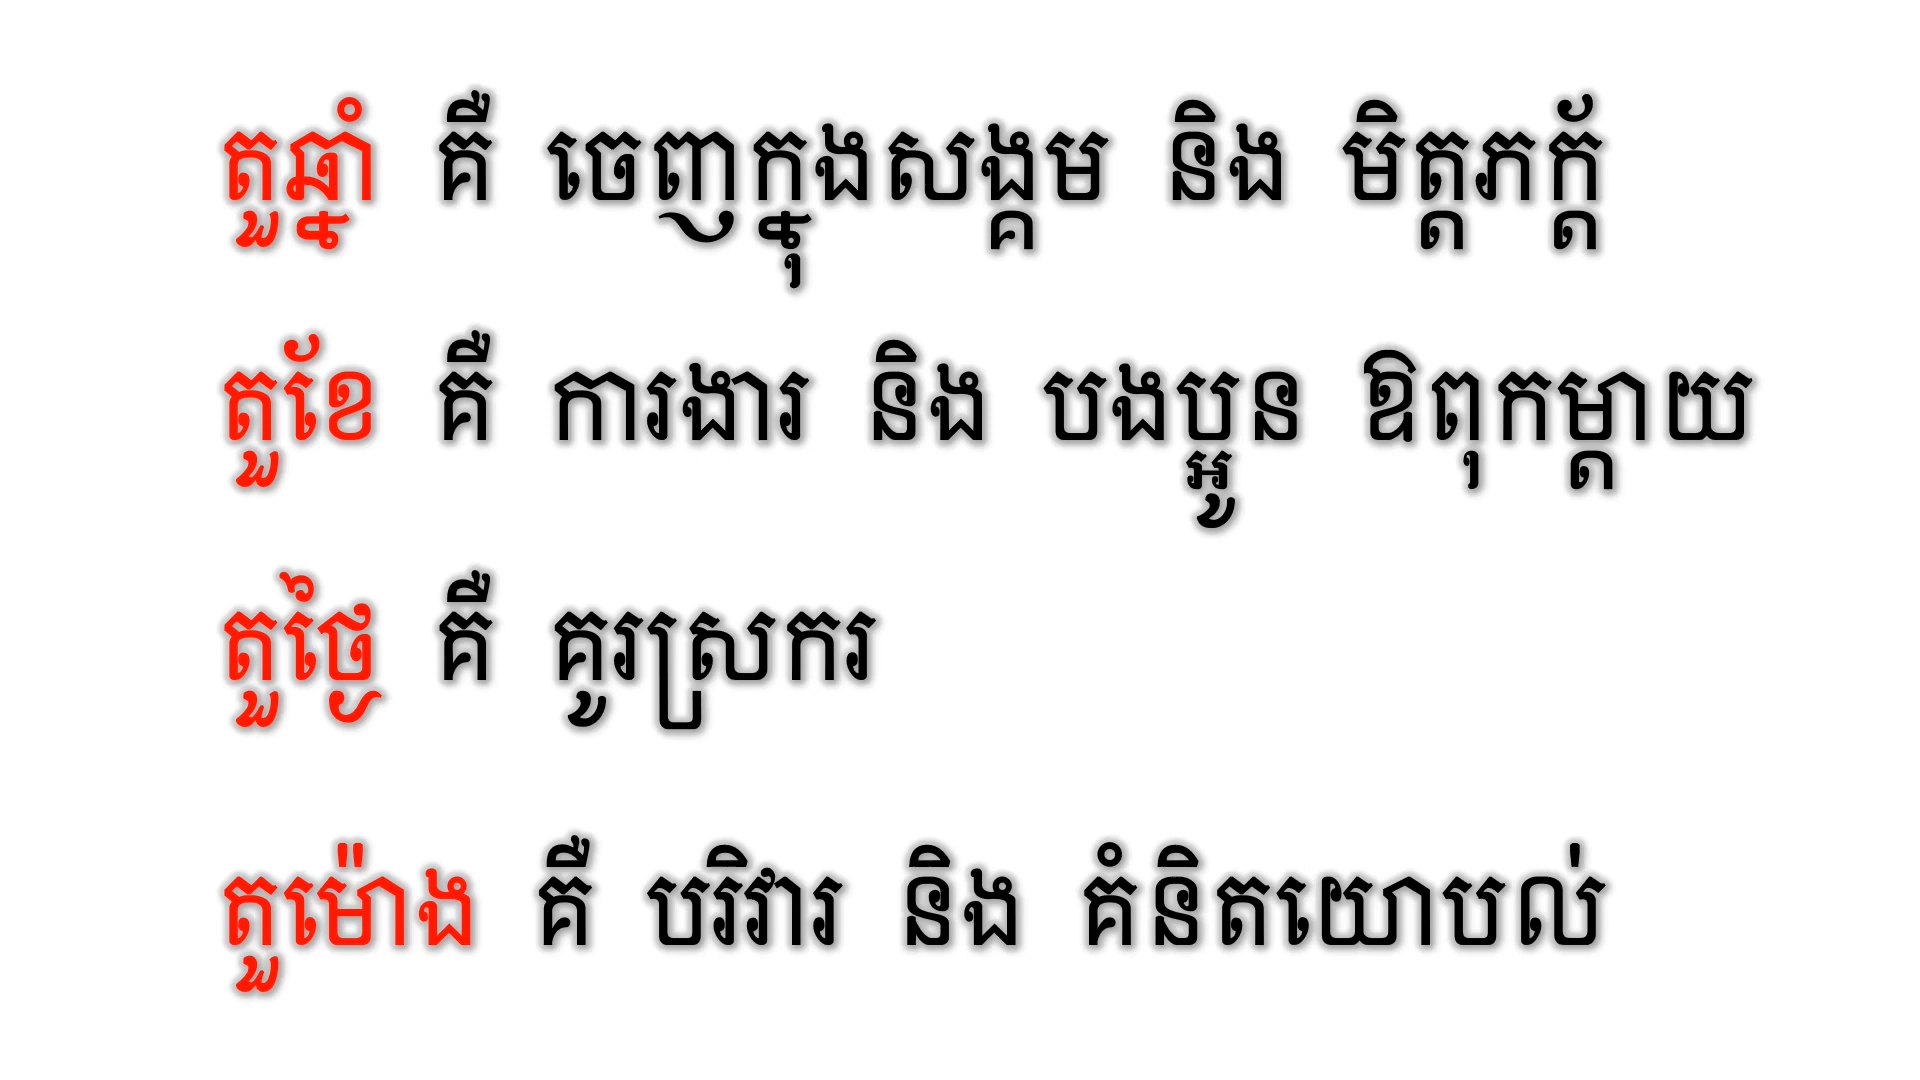 តួឆ្នាំ គឺ ចេញក្នុងសង្គម និង មិត្តភក្ត័
តួខែ គឺ ការងារ និង បងប្អូន ឱពុកម្តាយ
តួថ្ងៃ គឺ គូរស្រករ
តួម៉ោង គឺ បរិវារ និង គំនិតយោបល់